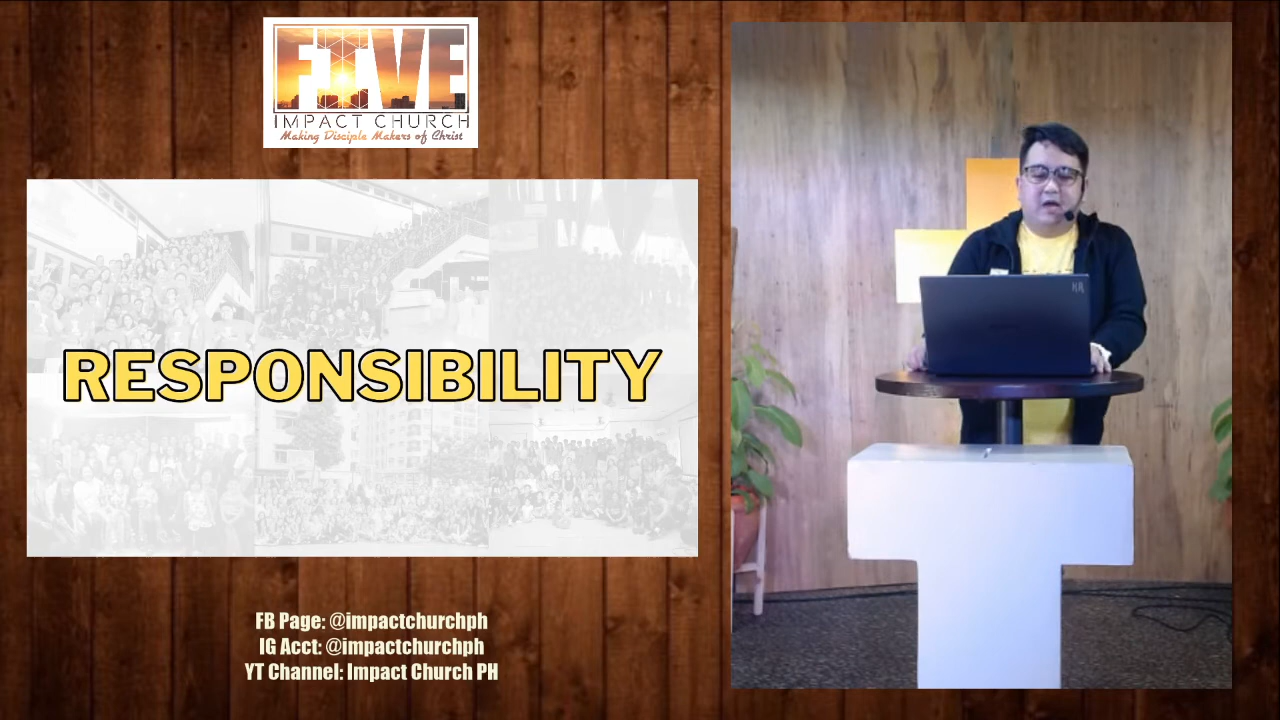 FIVE
IMPACT CHURCH
Making Disciple Makers of Christ
RESPONSIBILITY
FB Page: @impactchurchph
IG Acct: @impactchurchph
YT Channel: Impact Church PH